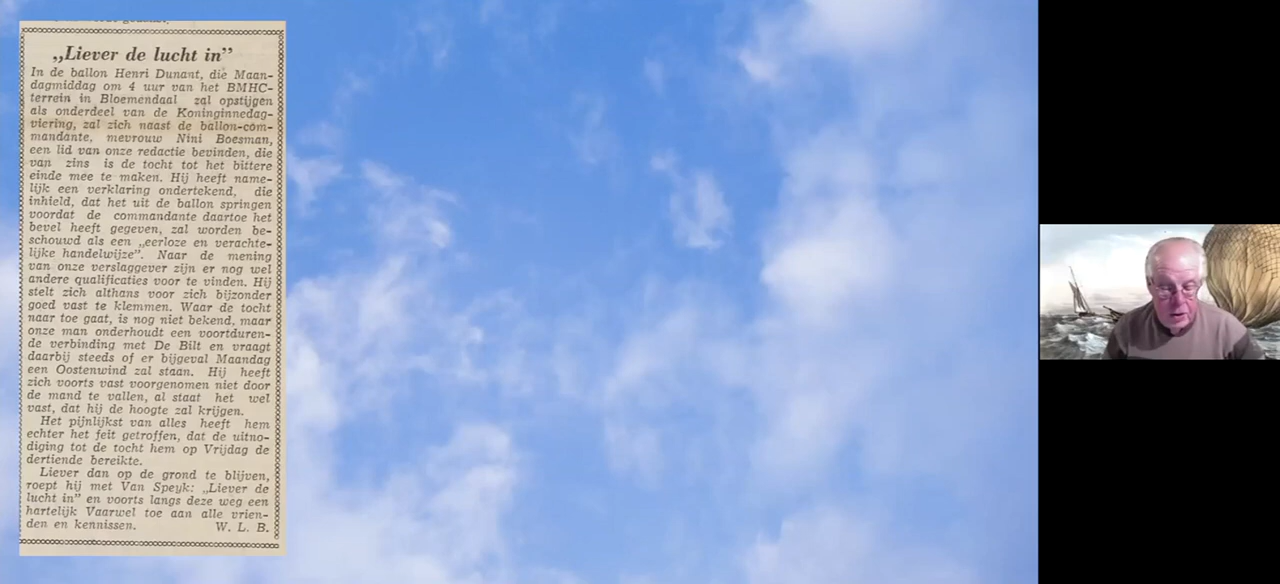 „Liever de lucht in”
In de ballon Henri Dunant, die Maan-
dagmiddag om 4 uur van het BMHC-
terrein in Bloemendaal zal opstijgen
als onderdeel van de Koninginnedag-
viering, zal zich naast de ballon-com-
mandante, mevrouw Nini Boesman,
een lid van onze redactie bevinden, die
van zins is de tocht tot het bittere
einde mee te maken. Hij heeft name-
lijk een verklaring ondertekend, die
inhield, dat het uit de ballon springen
voordat de commandante daartoe het
bevel heeft gegeven, zal worden be-
schouwd als een „eerloze en verachte-
lijke handelwijze”. Naar de mening
van onze verslaggever zijn er nog wel
andere qualificaties voor te vinden. Hij
stelt zich althans voor zich bijzonder
goed vast te klemmen. Waar de tocht
naar toe gaat, is nog niet bekend, maar
onze man onderhoudt een voortduren-
de verbinding met De Bilt en vraagt
daarbij steeds of er bijgeval Maandag
een Oostenwind zal staan. Hij heeft
zich voorts vast voorgenomen niet door
de mand te vallen, al staat het wel
vast, dat hij de hoogte zal krijgen.
Het pijnlijkst van alles heeft hem
echter het feit getroffen, dat de uitno-
diging tot de tocht hem op Vrijdag de
dertiende bereikte.
Liever dan op de grond te blijven,
roept hij met Van Speyk: „Liever de
lucht in” en voorts langs deze weg een
hartelijk Vaarwel toe aan alle vrien-
den en kennissen. W. L. B.